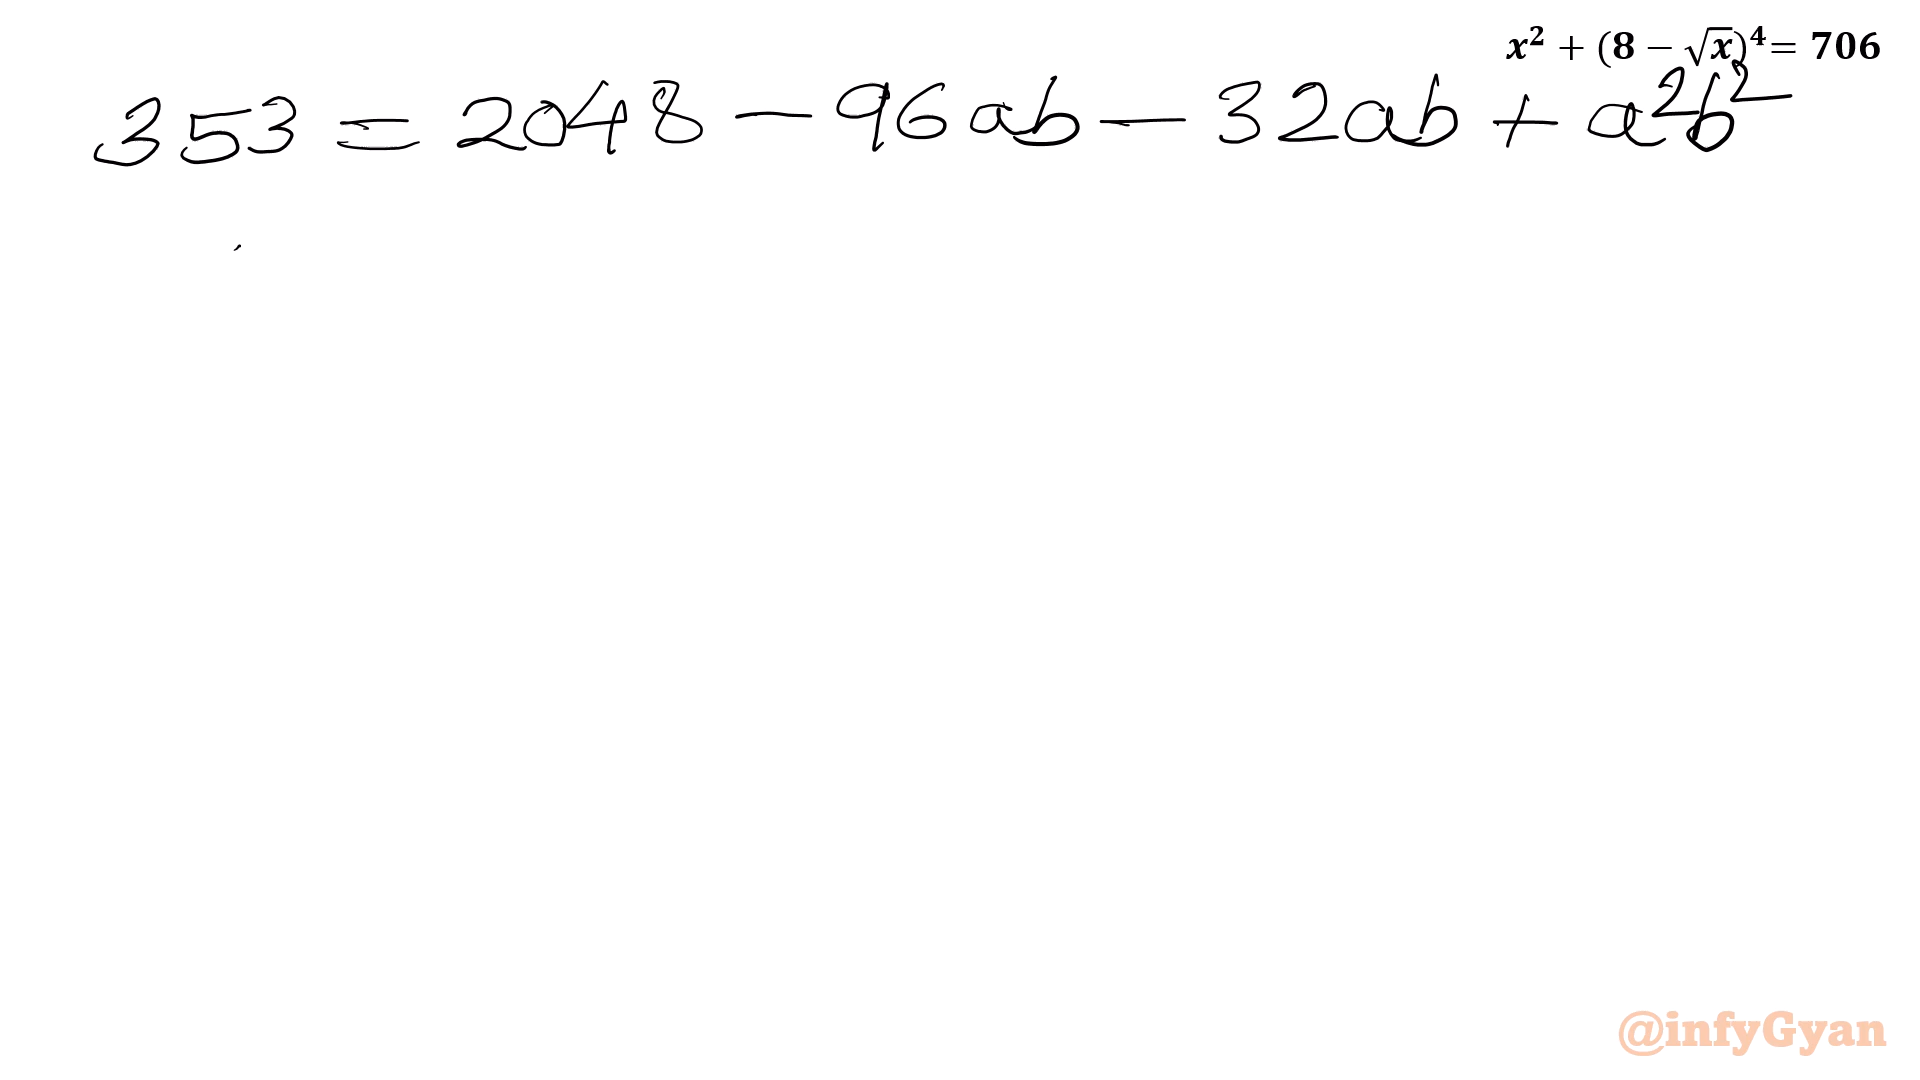 x² + (8 − √x)⁴ = 706
353 = 2048 − 96ab − 32ab + a²b²
@infyGyan